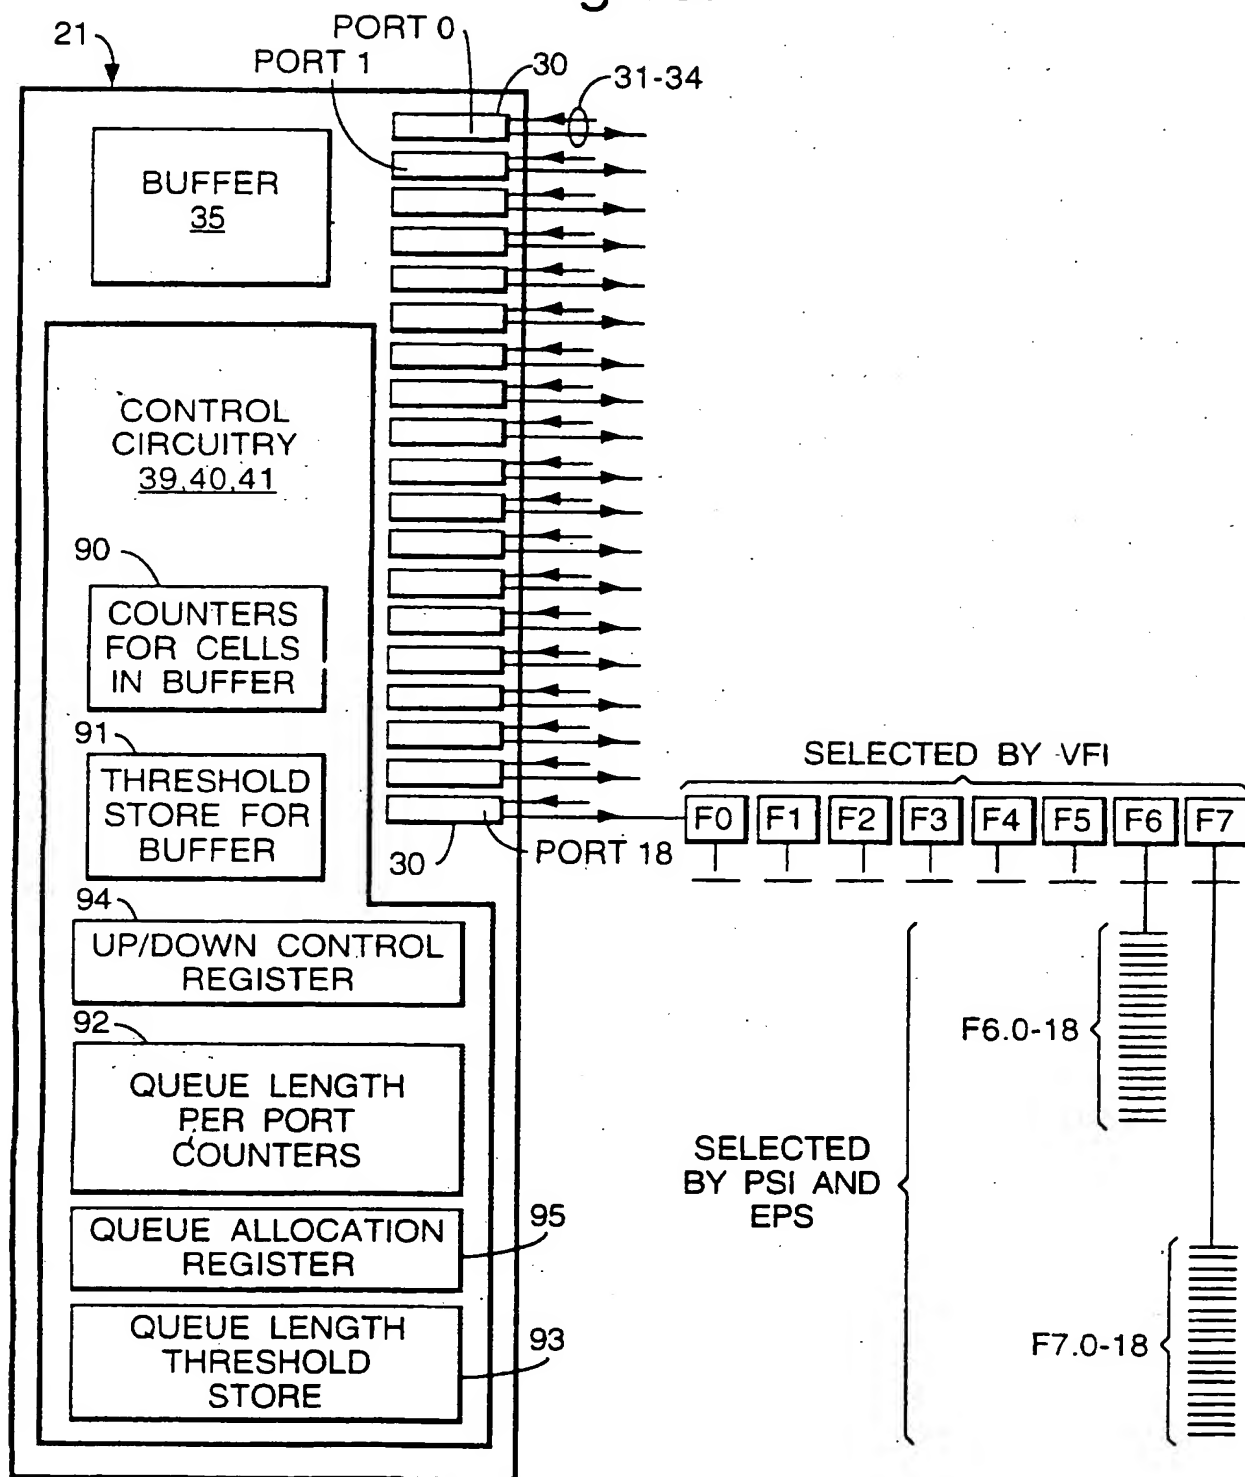 21
PORT 0
PORT 1
30
31-34
BUFFER
35
CONTROL
CIRCUITRY
39,40,41
90
COUNTERS
FOR CELLS
IN BUFFER
91
THRESHOLD
STORE FOR
BUFFER
30
PORT 18
SELECTED BY VFI
F0 F1 F2 F3 F4 F5 F6 F7
94
UP/DOWN CONTROL
REGISTER
92
QUEUE LENGTH
PER PORT
COUNTERS
F6.0-18
SELECTED
BY PSI AND
EPS
QUEUE ALLOCATION
REGISTER
95
QUEUE LENGTH
THRESHOLD
STORE
93
F7.0-18